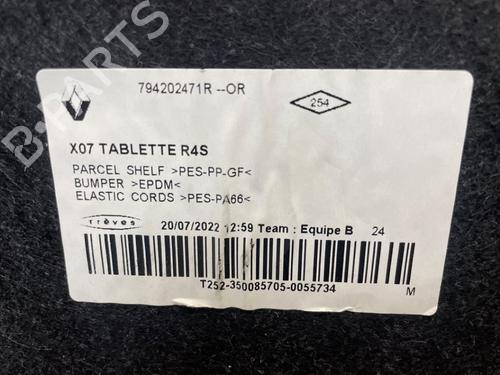 794202471R --OR
254
X07 TABLETTE R4S
PARCEL SHELF >PES-PP-GF<
BUMPER >EPDM<
ELASTIC CORDS >PES-PA66<
trèves
20/07/2022 12:59 Team : Equipe B 24
T252-350085705-0055734
M
B-PARTS